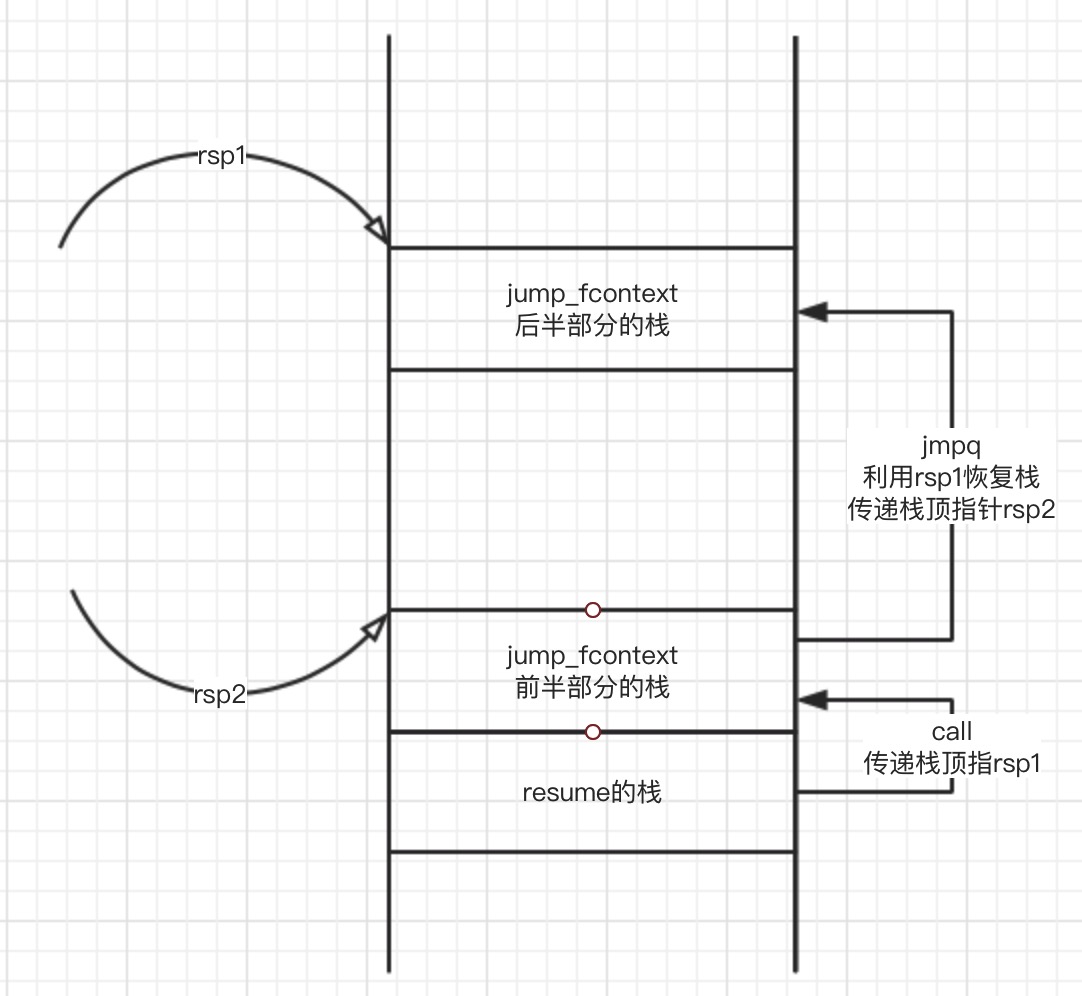 rsp1
jump_fcontext
后半部分的栈
jmpq
利用rsp1恢复栈
传递栈顶指针rsp2
jump_fcontext
前半部分的栈
rsp2
call
传递栈顶指rsp1
resume的栈